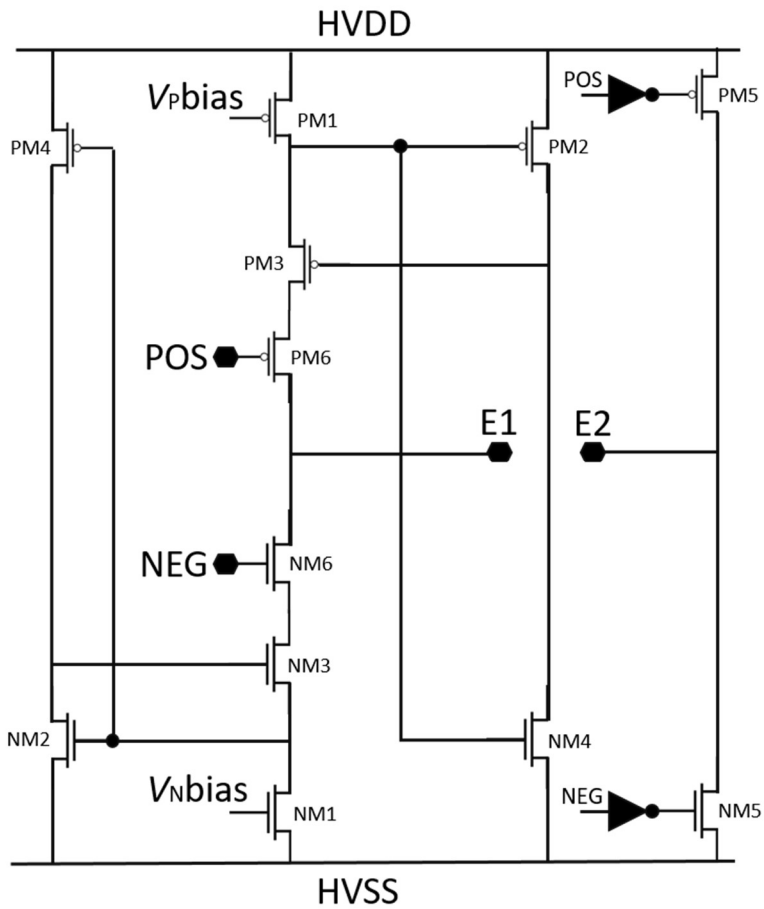 HVDD
VPbias
POS
PM1
PM5
PM4
PM2
PM3
POS
PM6
E1
E2
NEG
NM6
NM3
NM2
NM4
VNbias
NEG
NM1
NM5
HVSS